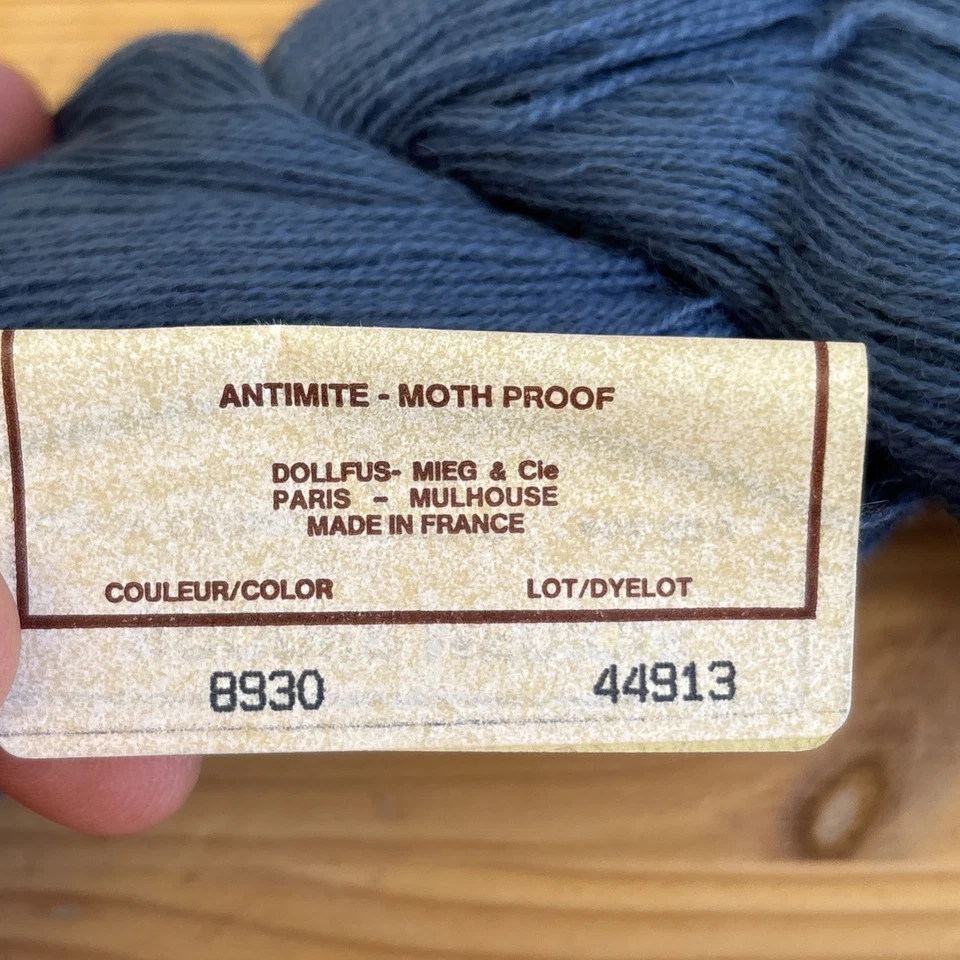 ANTIMITE - MOTH PROOF
DOLLFUS- MIEG & Cie
PARIS - MULHOUSE
MADE IN FRANCE
COULEUR/COLOR LOT/DYELOT
8930 44913